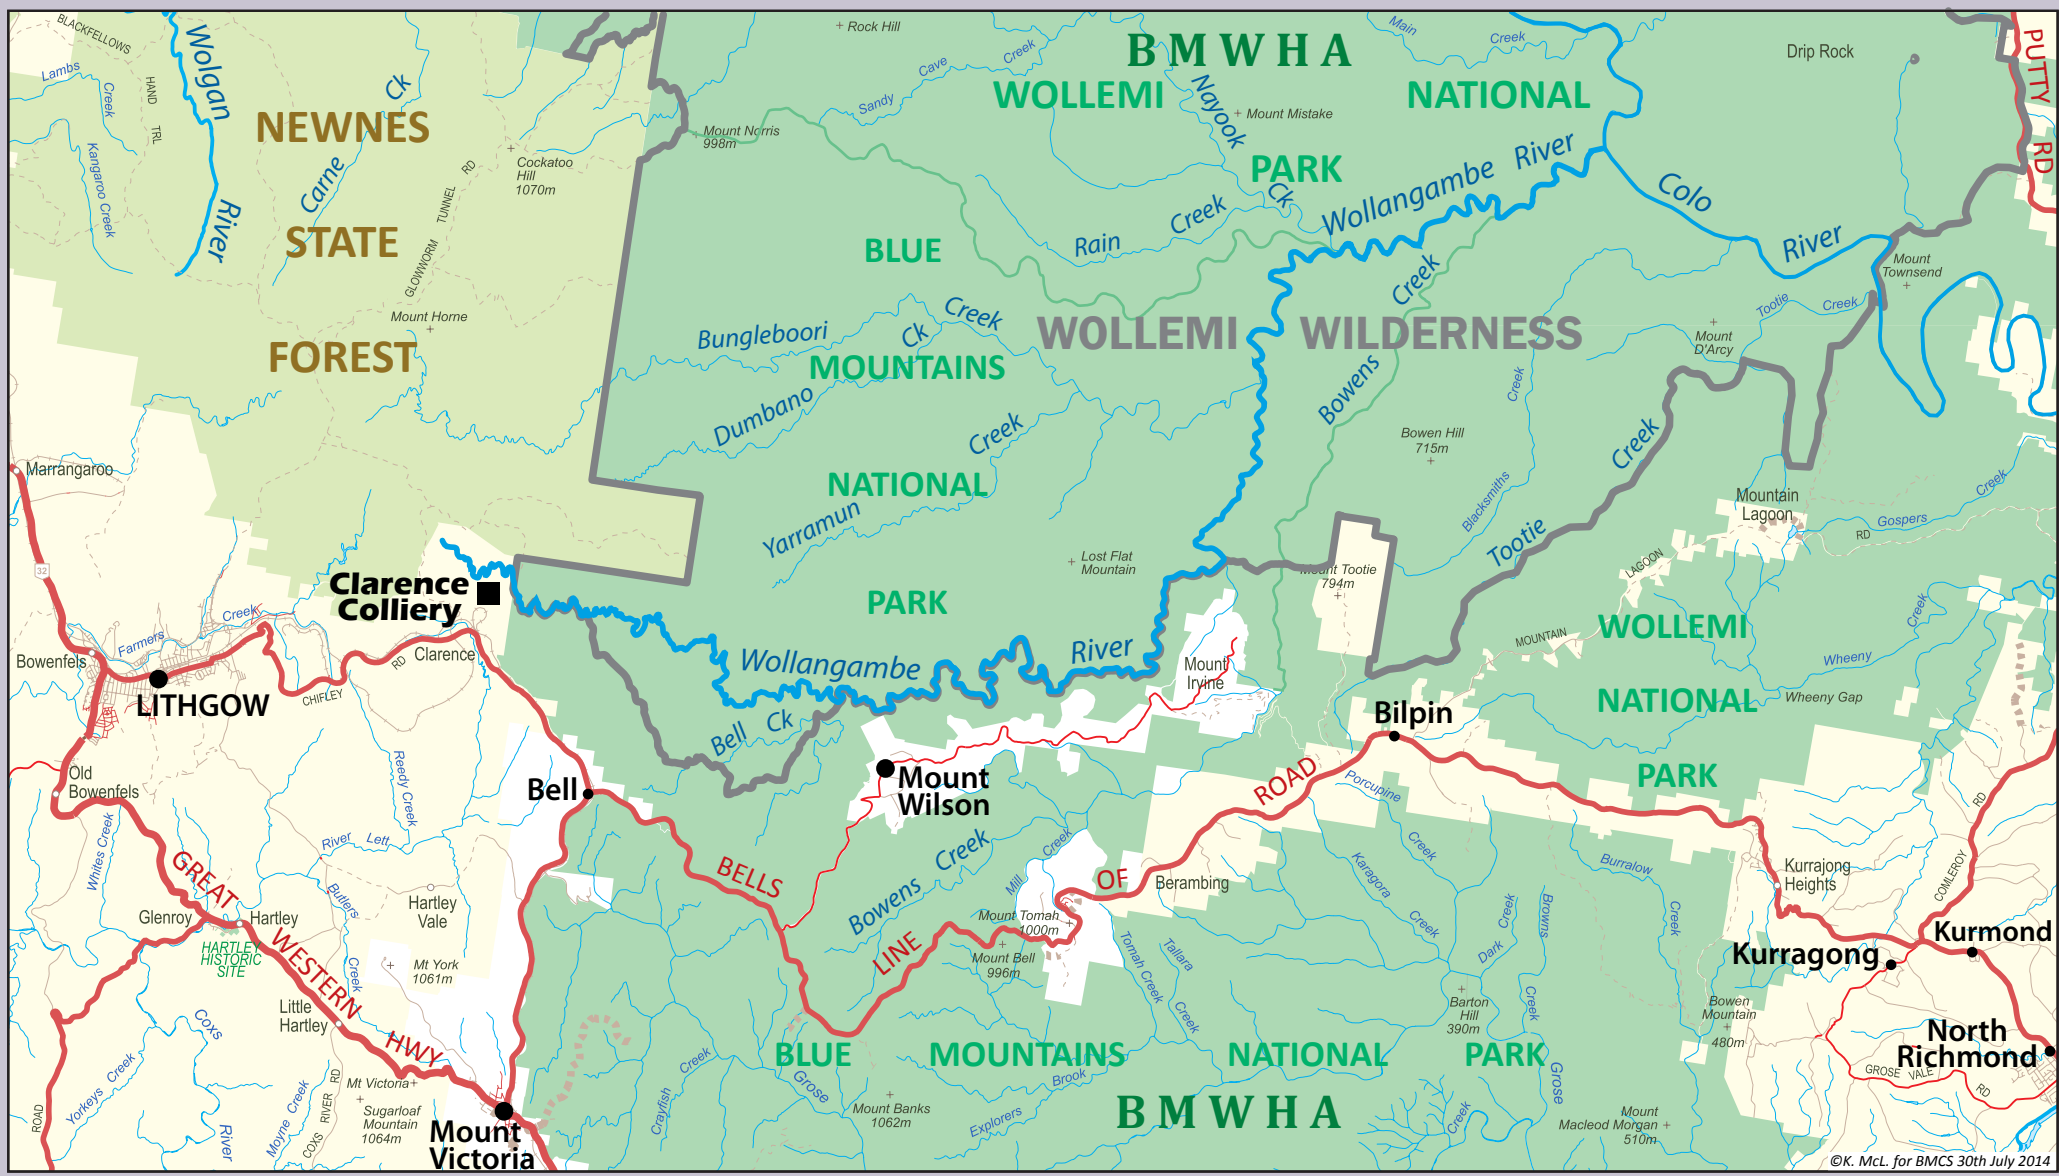 BLACKFELLOWS
Lambs
Creek
HAND
TRL
Kangaroo Creek
Wolgan
River
Carne
Ck
NEWNES
STATE
FOREST
GLOWWORM
TUNNEL
RD
Cockatoo
Hill
1070m
Mount Horne
Rock Hill
Sandy
Cave
Creek
BMWHA
WOLLEMI
NATIONAL
PARK
Main
Creek
Nayook
Ck
Mount Mistake
Drip Rock
PUTTY
RD
Mount Norris
998m
Rain
Creek
Wollangambe
River
Colo
River
Mount
Townsend
BLUE
MOUNTAINS
NATIONAL
PARK
Bungleboori
Creek
Dumbano
Ck
Yarramun
Creek
WOLLEMI
WILDERNESS
Bowens
Creek
Mount
D'Arcy
Tootie
Creek
Bowen Hill
715m
Blacksmiths
Creek
Tootie
Creek
Mountain
Lagoon
Gospers
Creek
RD
LAGOON
MOUNTAIN
Marrangaroo
32
Clarence
Colliery
Farmers
Creek
Bowenfels
LITHGOW
CHIFLEY
RD
Clarence
Lost Flat
Mountain
Mount Tootie
794m
Wollangambe
River
Bell
Ck
Mount
Irvine
Bilpin
WOLLEMI
NATIONAL
PARK
Wheeny
Creek
Wheeny Gap
Old
Bowenfels
Whites Creek
Reedy Creek
Bell
Mount
Wilson
River
Lett
Butlers
Creek
Hartley
Vale
GREAT
WESTERN
HWY
Glenroy
Hartley
HARTLEY
HISTORIC
SITE
Mt York
1061m
Little
Hartley
BELLS
LINE
OF
ROAD
Bowens
Creek
Mill
Creek
Mount Tomah
1000m
Mount Bell
996m
Berambing
Porcupine
Creek
Karagora
Creek
Tomah Creek
Tallara
Creek
Dark
Creek
Browns
Creek
Burralow
Creek
Kurrajong
Heights
COMLEROY
RD
Kurmond
Kurragong
Barton
Hill
390m
Bowen
Mountain
480m
North
Richmond
GROSE
VALE
RD
Coxs
River
Yorkeys
Creek
ROAD
Moyne Creek
COXS
RIVER
RD
Mt Victoria
Sugarloaf
Mountain
1064m
Mount
Victoria
Crayfish
Creek
BLUE
MOUNTAINS
NATIONAL
PARK
Grose
Mount Banks
1062m
Explorers
Brook
BMWHA
Creek
Grose
Mount
Macleod Morgan
510m
©K. McL. for BMCS 30th July 2014